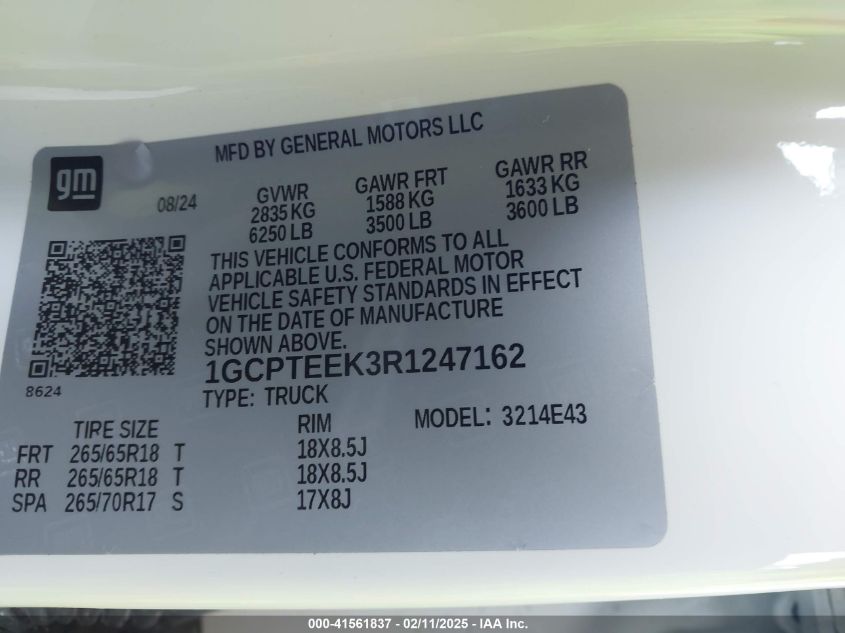 MFD BY GENERAL MOTORS LLC
gm
08/24
GVWR GAWR FRT GAWR RR
2835 KG 1588 KG 1633 KG
6250 LB 3500 LB 3600 LB
THIS VEHICLE CONFORMS TO ALL
APPLICABLE U.S. FEDERAL MOTOR
VEHICLE SAFETY STANDARDS IN EFFECT
ON THE DATE OF MANUFACTURE
SHOWN ABOVE.
8624
1GCPTEEK3R1247162
TYPE: TRUCK
MODEL: 3214E43
TIRE SIZE RIM
FRT 265/65R18 T 18X8.5J
RR 265/65R18 T 18X8.5J
SPA 265/70R17 S 17X8J
000-41561837 - 02/11/2025 - IAA Inc.